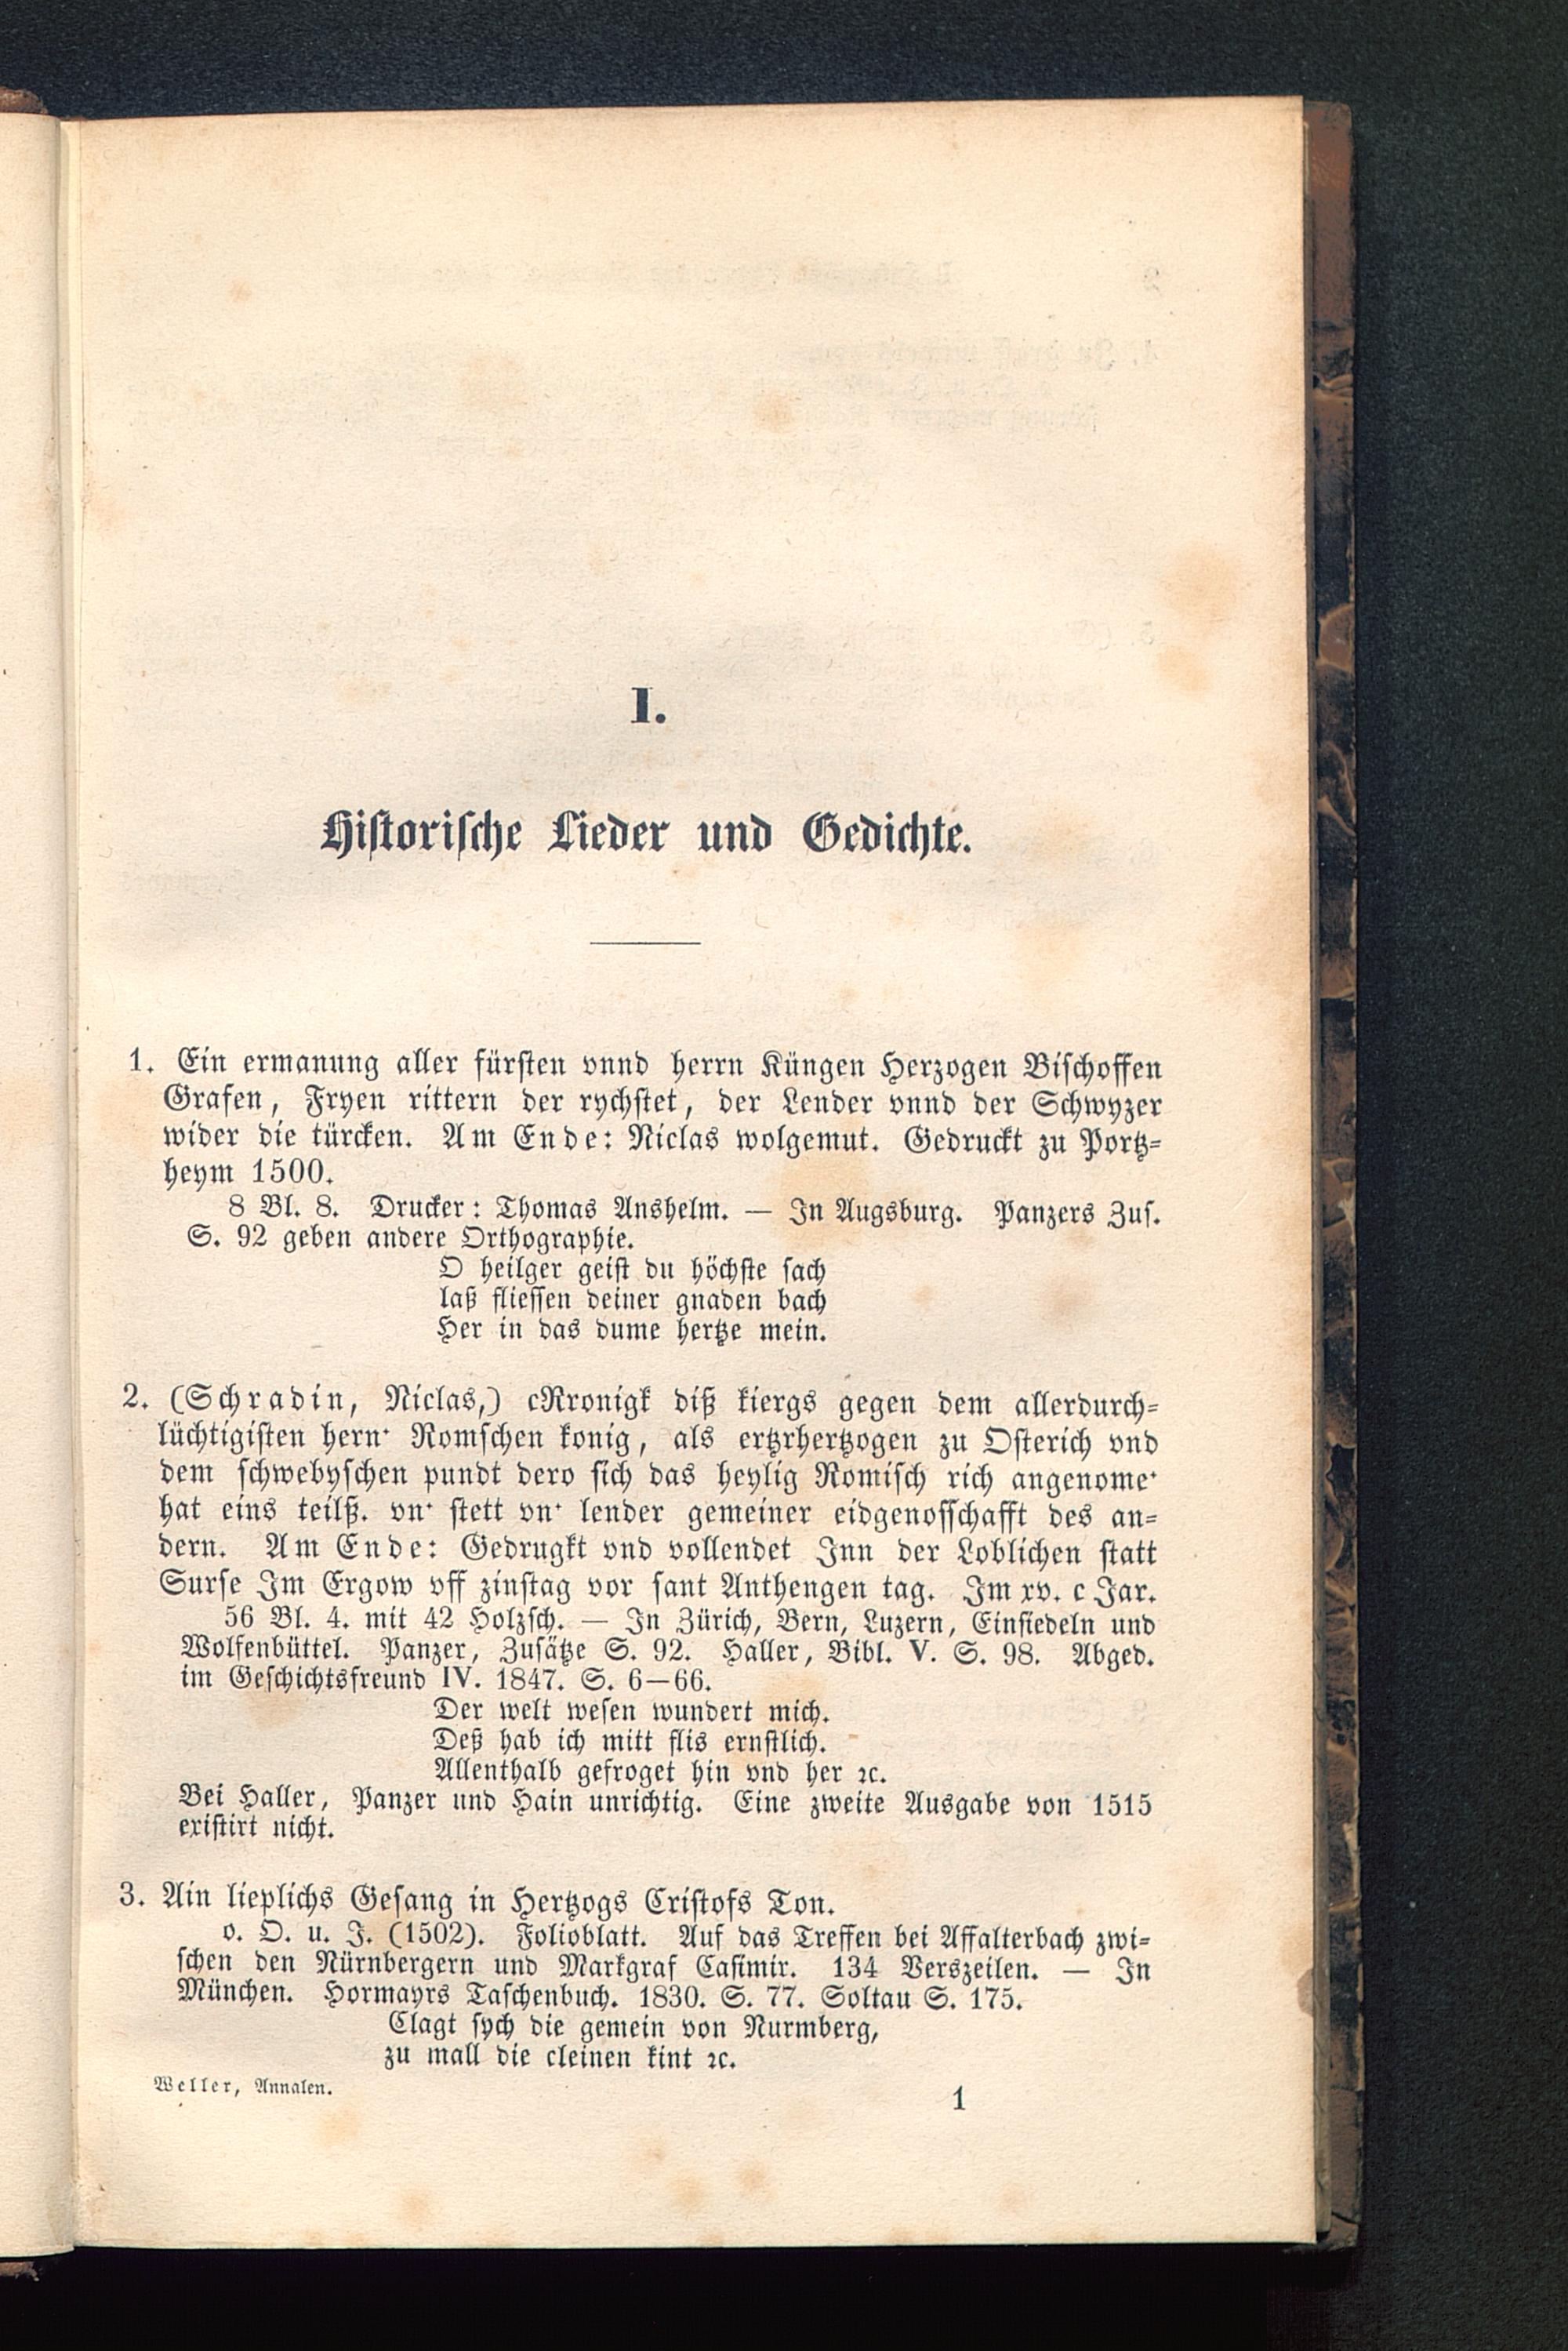 I.
Historische Lieder und Gedichte.
1. Ein ermanung aller fürsten vnnd herrn Küngen Herzogen Bischoffen
Grafen, Fryen rittern der rychstet, der Lender vnnd der Schwyzer
wider die türcken. Am Ende: Niclas wolgemut. Gedruckt zu Portz-
heym 1500.
8 Bl. 8. Drucker: Thomas Anshelm. — In Augsburg. Panzers Zus.
S. 92 geben andere Orthographie.
O heilger geist du höchste sach
laß fliessen deiner gnaden bach
Her in das dume hertze mein.
2. (Schradin, Niclas,) cRronigk diß kiergs gegen dem allerdurch-
lüchtigisten hern· Romschen konig, als ertzrhertzogen zu Osterich vnd
dem schwebyschen pundt dero sich das heylig Romisch rich angenome·
hat eins teilß. vn· stett vn· lender gemeiner eidgenosschafft des an-
dern. Am Ende: Gedrugkt vnd vollendet Inn der Loblichen statt
Surse Im Ergow vff zinstag vor sant Anthengen tag. Im xv. c Jar.
56 Bl. 4. mit 42 Holzsch. — In Zürich, Bern, Luzern, Einsiedeln und
Wolfenbüttel. Panzer, Zusätze S. 92. Haller, Bibl. V. S. 98. Abged.
im Geschichtsfreund IV. 1847. S. 6—66.
Der welt wesen wundert mich.
Deß hab ich mitt flis ernstlich.
Allenthalb gefroget hin vnd her ꝛc.
Bei Haller, Panzer und Hain unrichtig. Eine zweite Ausgabe von 1515
existirt nicht.
3. Ain lieplichs Gesang in Hertzogs Cristofs Ton.
o. O. u. J. (1502). Folioblatt. Auf das Treffen bei Affalterbach zwi-
schen den Nürnbergern und Markgraf Casimir. 134 Verszeilen. — In
München. Hormayrs Taschenbuch. 1830. S. 77. Soltau S. 175.
Clagt sych die gemein von Nurmberg,
zu mall die cleinen kint ꝛc.
Weller, Annalen.
1